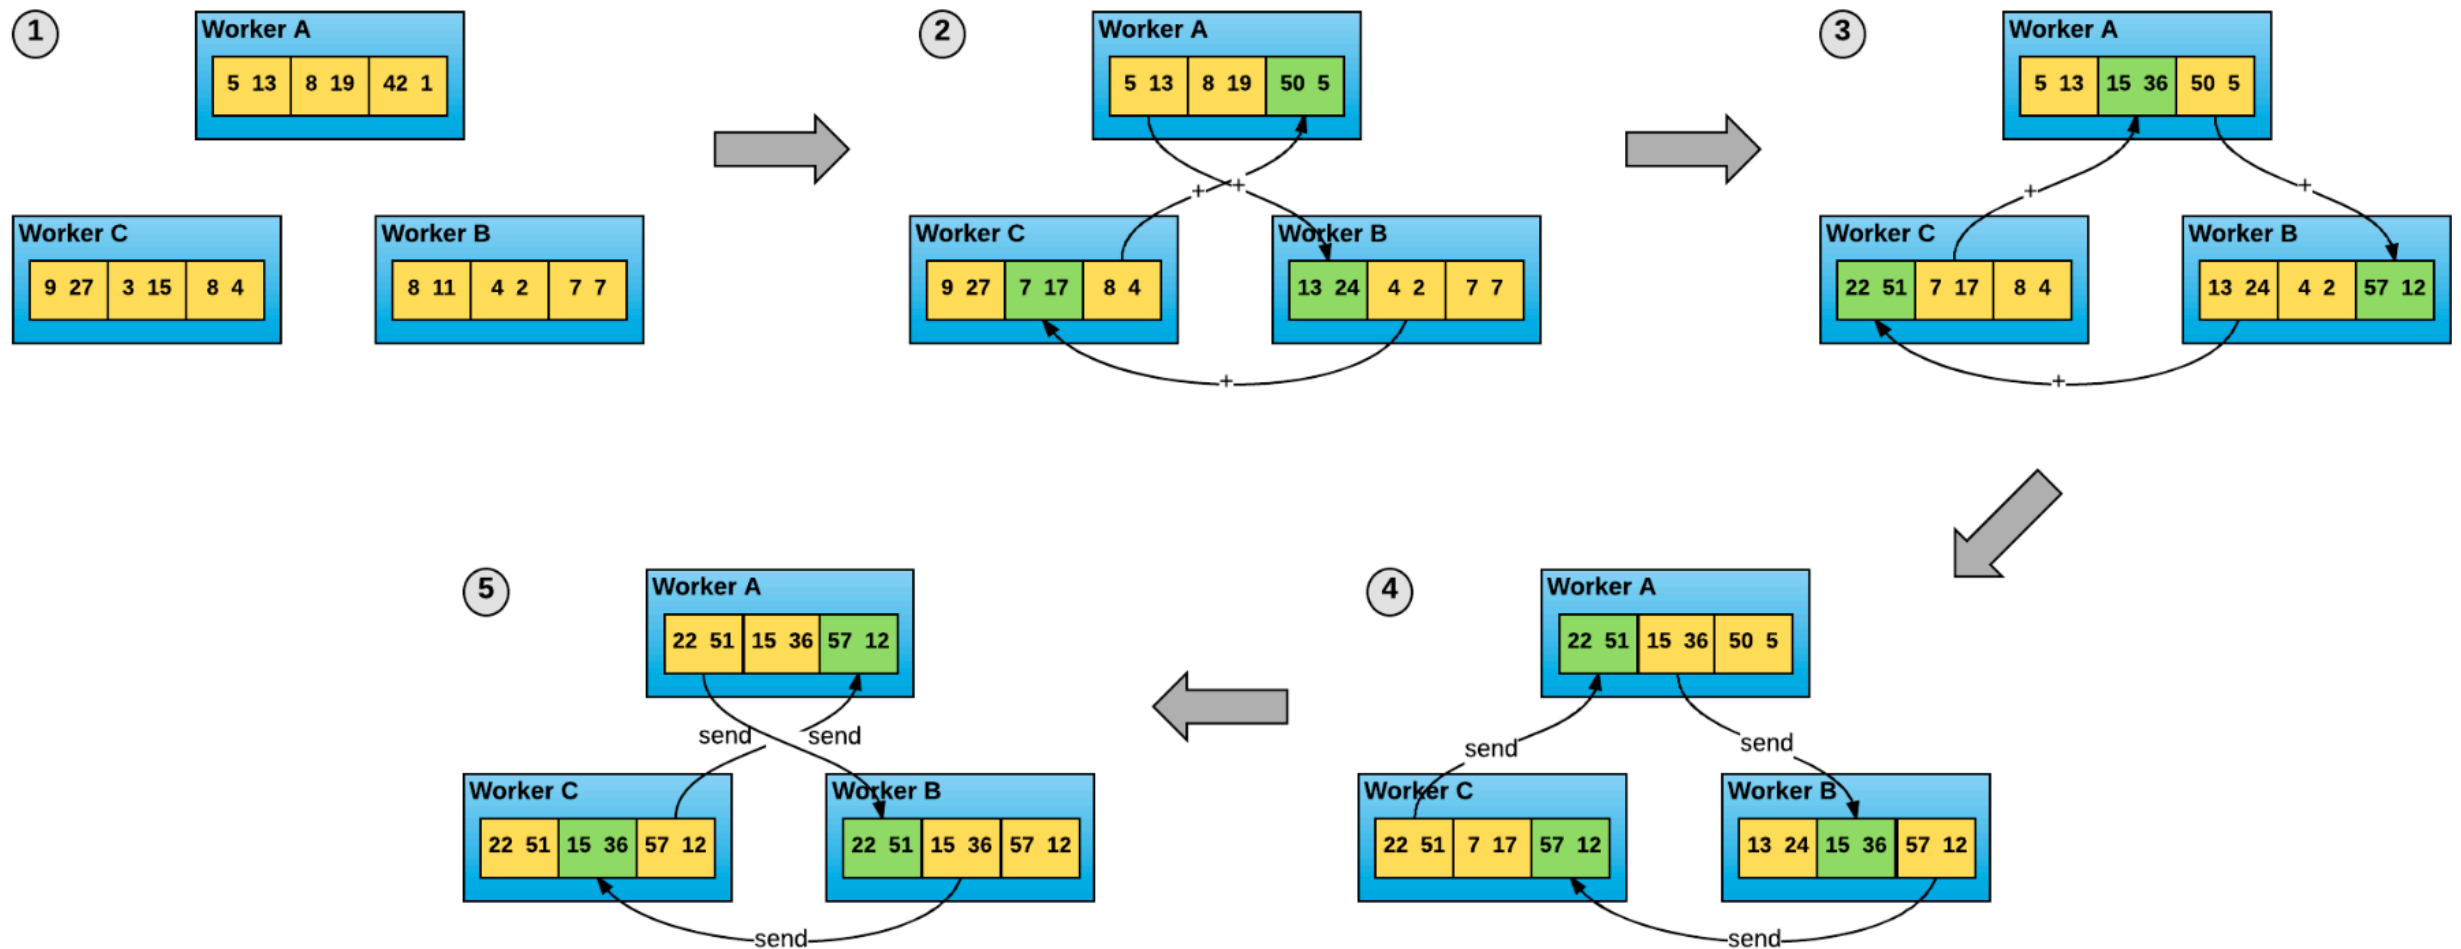 1
Worker A
5 13 8 19 42 1
Worker C
9 27 3 15 8 4
Worker B
8 11 4 2 7 7
2
Worker A
5 13 8 19 50 5
+ +
Worker C
9 27 7 17 8 4
Worker B
13 24 4 2 7 7
+
3
Worker A
5 13 15 36 50 5
+ +
Worker C
22 51 7 17 8 4
Worker B
13 24 4 2 57 12
+
5
Worker A
22 51 15 36 57 12
send send
Worker C
22 51 15 36 57 12
Worker B
22 51 15 36 57 12
send
4
Worker A
22 51 15 36 50 5
send send
Worker C
22 51 7 17 57 12
Worker B
13 24 15 36 57 12
send